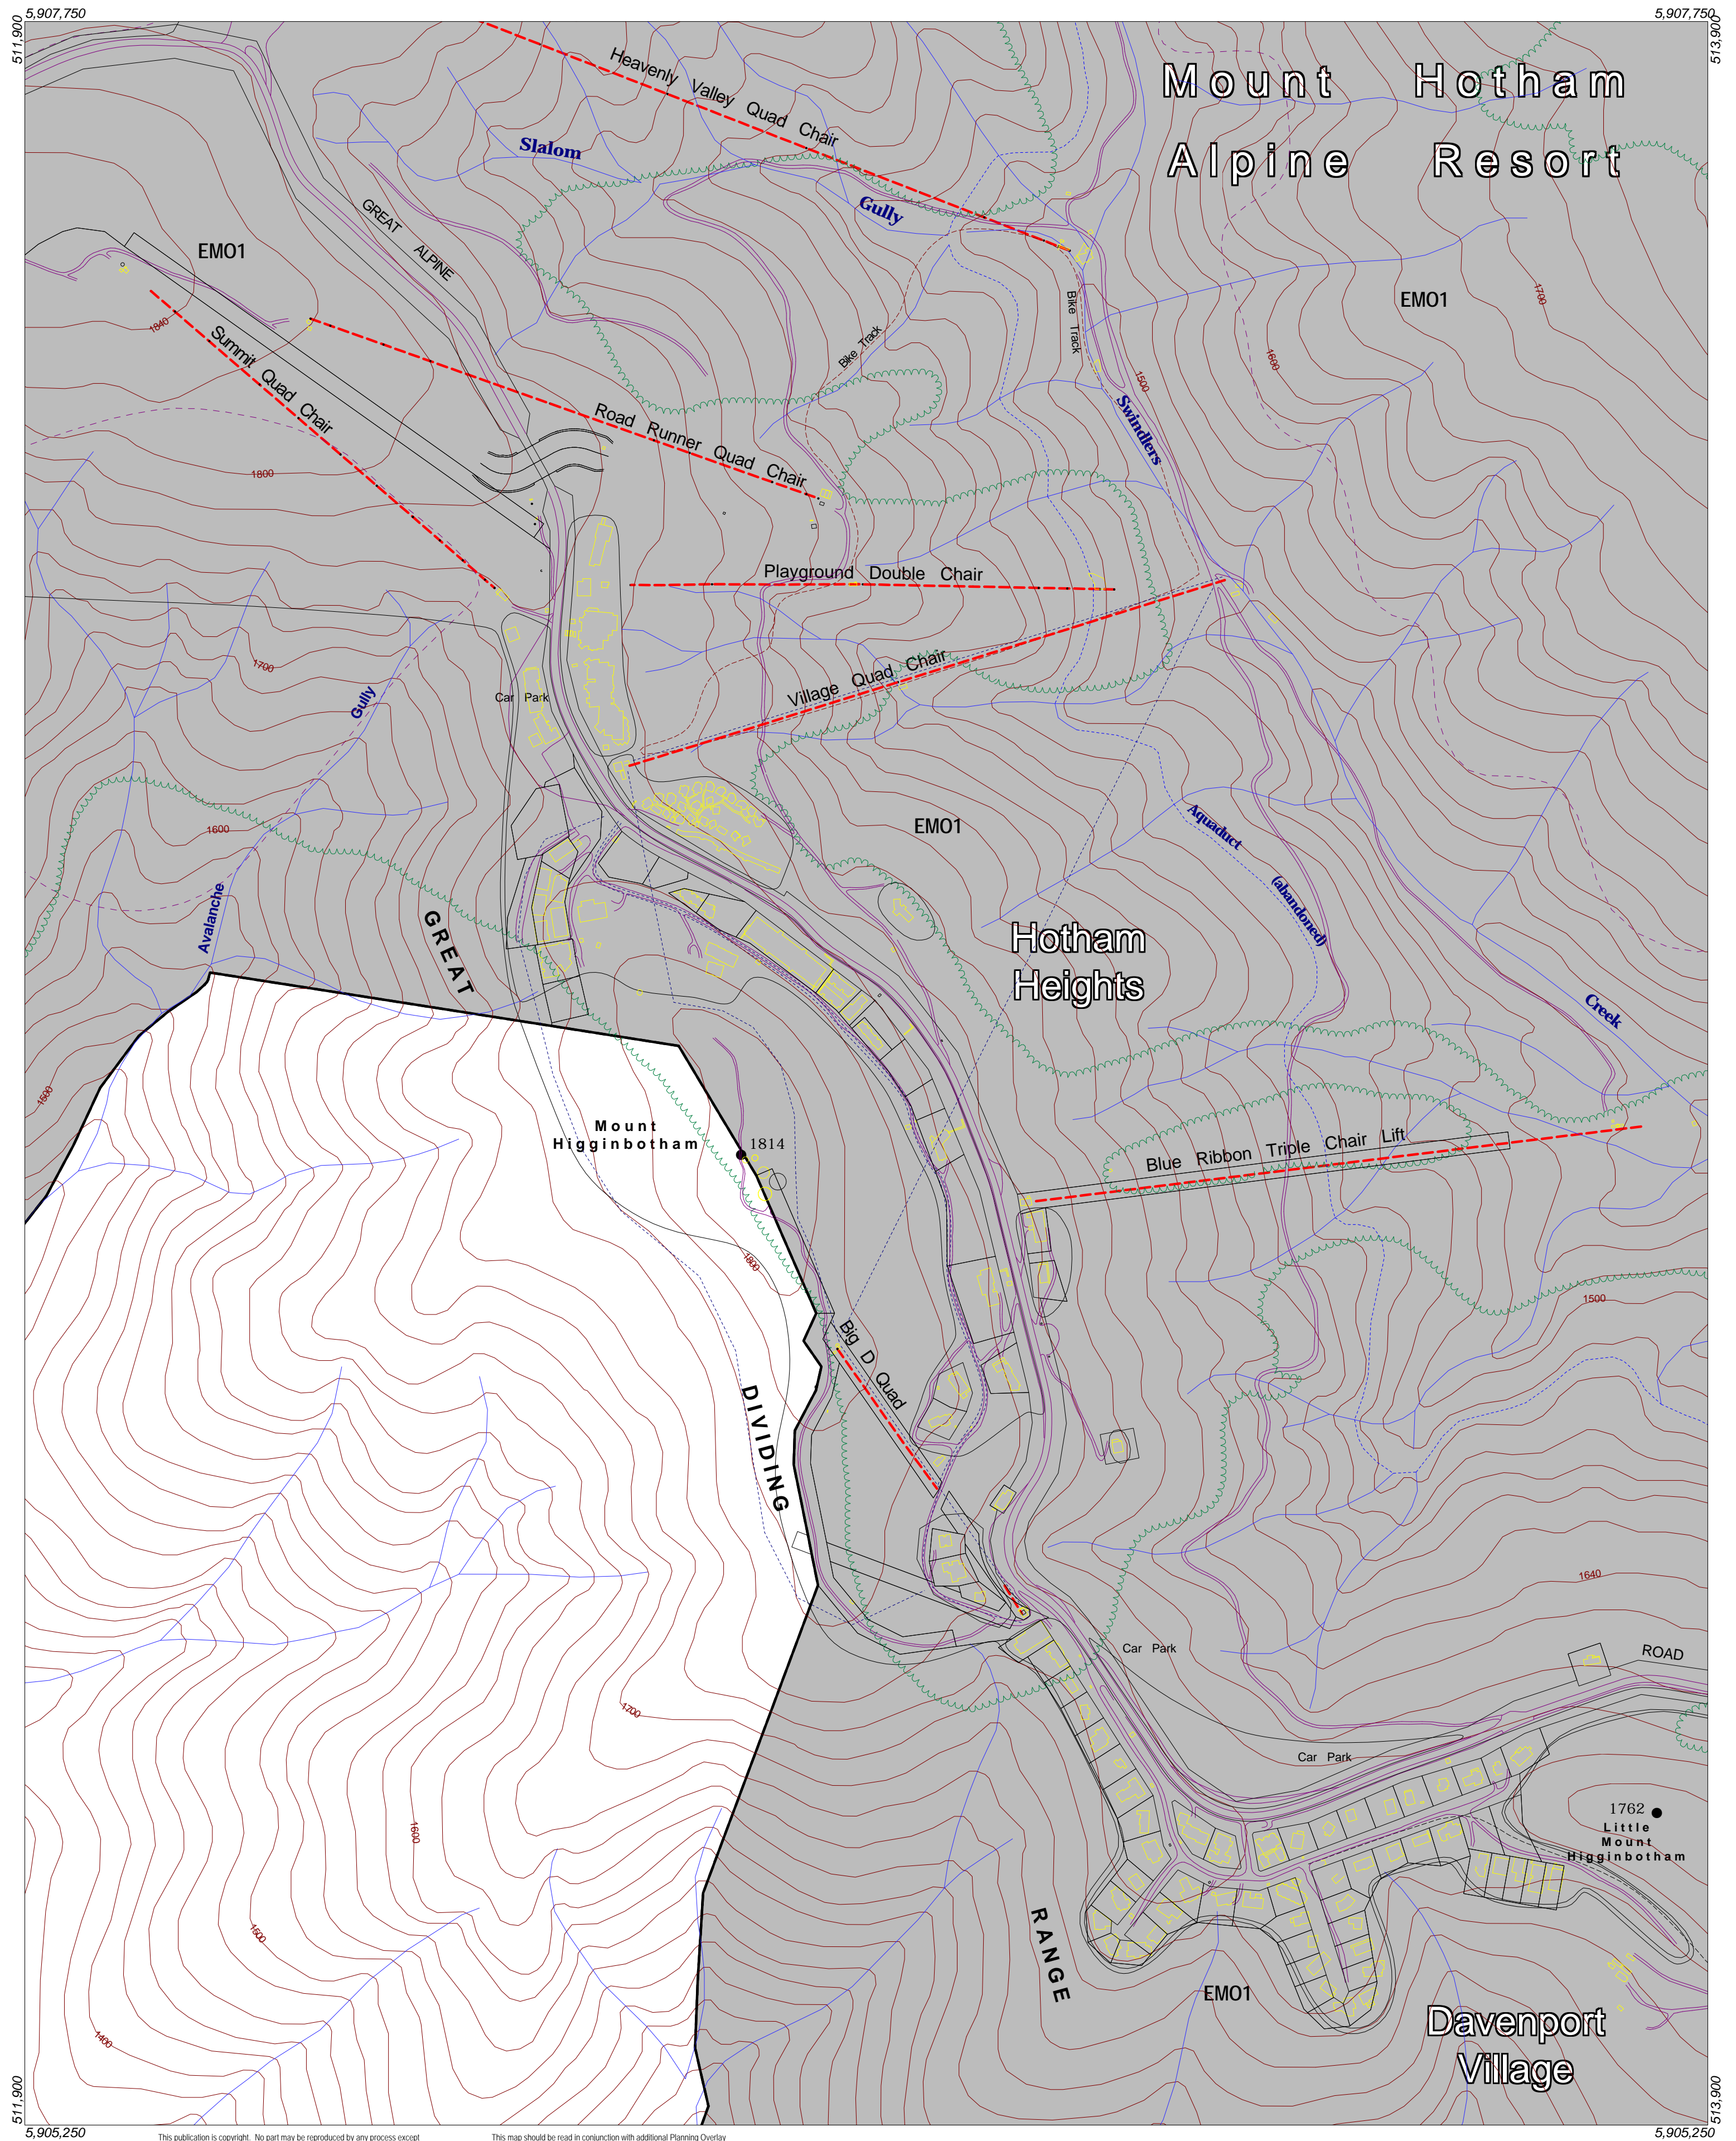 5,907,750
5,907,750
511,900
513,900
Heavenly Valley Quad Chair
Mount Hotham
Alpine Resort
Slalom
Gully
GREAT ALPINE
EMO1
EMO1
1700
1840
Summit Quad Chair
Bike Track
Bike Track
1600
1500
Swindlers
Road Runner Quad Chair
1800
Playground Double Chair
1700
Gully
Car Park
Village Quad Chair
1600
EMO1
Aquaduct
(abandoned)
Avalanche
GREAT
Hotham
Heights
Creek
1500
Mount
Higginbotham
1814
Blue Ribbon Triple Chair Lift
1800
1500
Big D Quad
DIVIDING
1640
Car Park
ROAD
1700
Car Park
1762
Little
Mount
Higginbotham
1600
1500
RANGE
EMO1
Davenport
Village
1400
511,900
513,900
5,905,250
5,905,250
This publication is copyright. No part may be reproduced by any process except
This map should be read in conjunction with additional Planning Overlay